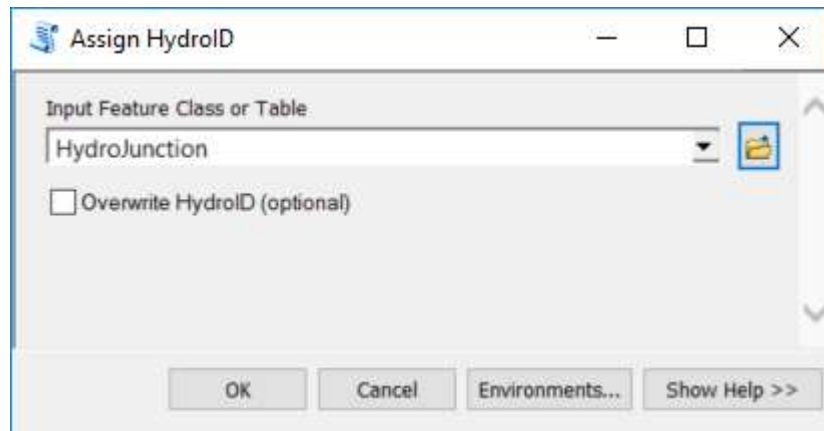 Assign HydroID
Input Feature Class or Table
HydroJunction
Overwrite HydroID (optional)
OK Cancel Environments... Show Help >>